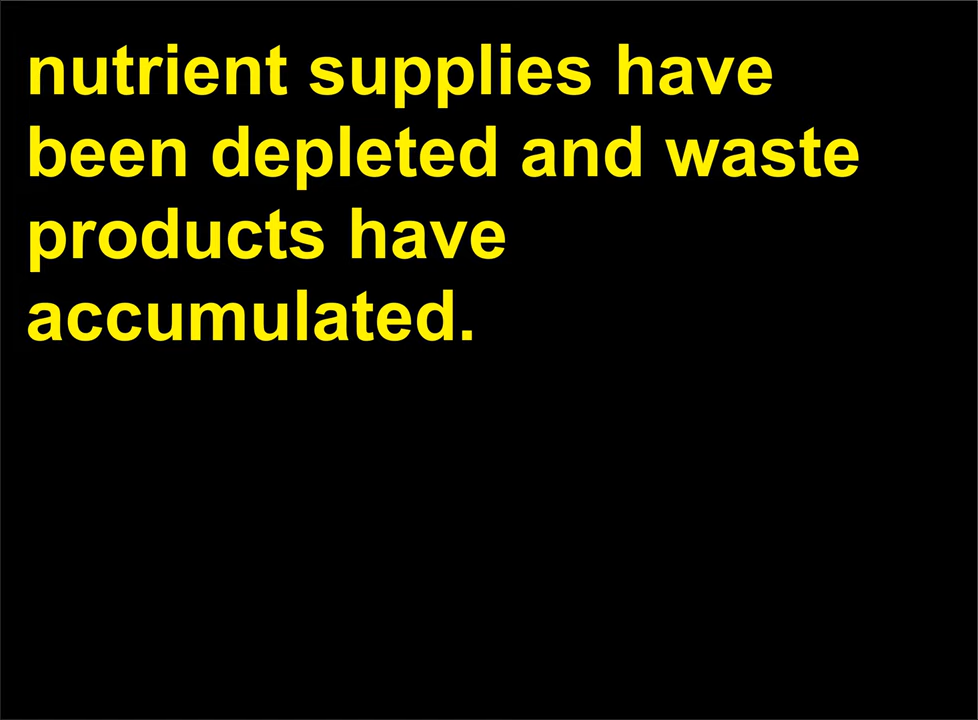 nutrient supplies have
been depleted and waste
products have
accumulated.